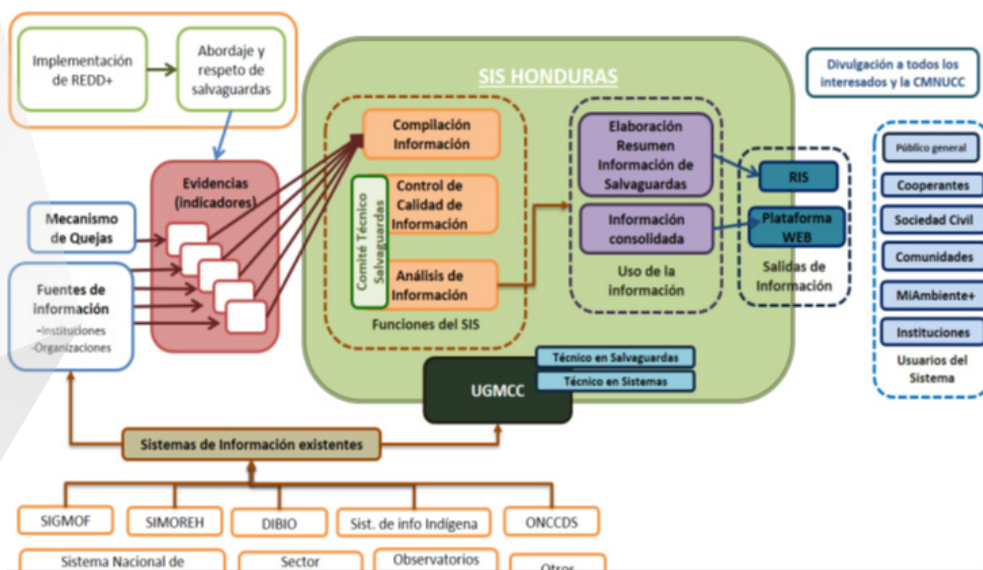 Implementación
de REDD+
Abordaje y
respeto de
salvaguardas
SIS HONDURAS
Divulgación a todos los
interesados y la CMNUCC
Evidencias
(indicadores)
Mecanismo
de Quejas
Fuentes de
información
-Instituciones
-Organizaciones
Compilación
Información
Comité Técnico
Salvaguardas
Control de
Calidad de
Información
Análisis de
Información
Funciones del SIS
Elaboración
Resumen
Información de
Salvaguardas
Información
consolidada
Uso de la
información
RIS
Plataforma
WEB
Salidas de
Información
Público general
Cooperantes
Sociedad Civil
Comunidades
MiAmbiente+
Instituciones
Usuarios del
Sistema
UGMCC
Técnico en Salvaguardas
Técnico en Sistemas
Sistemas de Información existentes
SIGMOF
SIMOREH
DIBIO
Sist. de info Indígena
ONCCDS
Sistema Nacional de
Sector
Observatorios
Otros